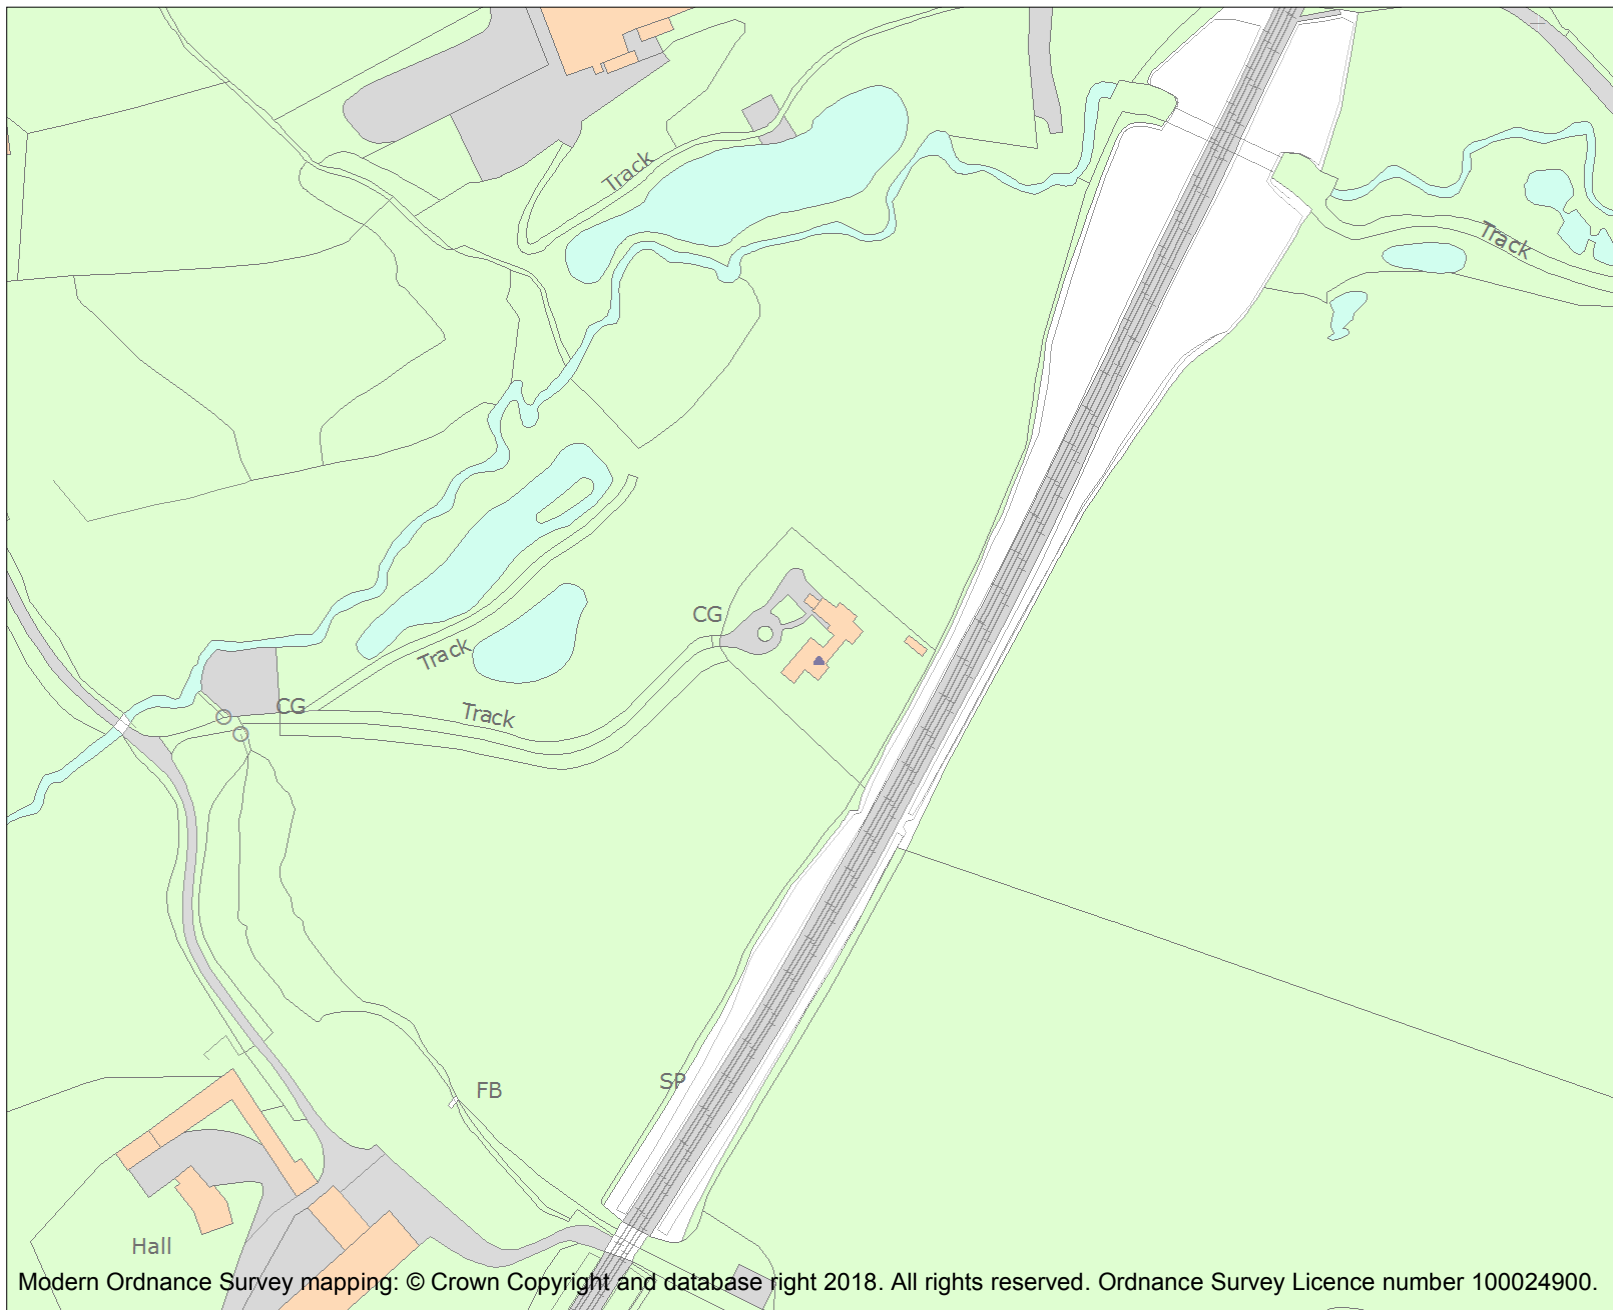 Track
Track
CG
Track
CG
Track
SP
FB
Hall
Modern Ordnance Survey mapping: © Crown Copyright and database right 2018. All rights reserved. Ordnance Survey Licence number 100024900.